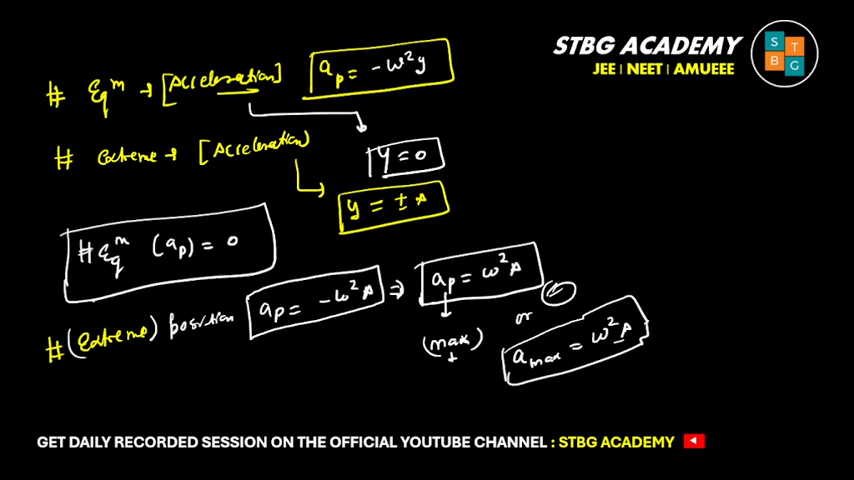 STBG ACADEMY
JEE | NEET | AMUEEE
S T B G
# Eqᵐ → [Acceleration] aₚ = -ω²y
# extreme → [Acceleration)
y = 0
y = ± A
# Eqᵐ (aₚ) = 0
# (Extreme) position aₚ = -ω²A ⇒ aₚ = ω²A
(max)
or
a max = ω²A
GET DAILY RECORDED SESSION ON THE OFFICIAL YOUTUBE CHANNEL : STBG ACADEMY